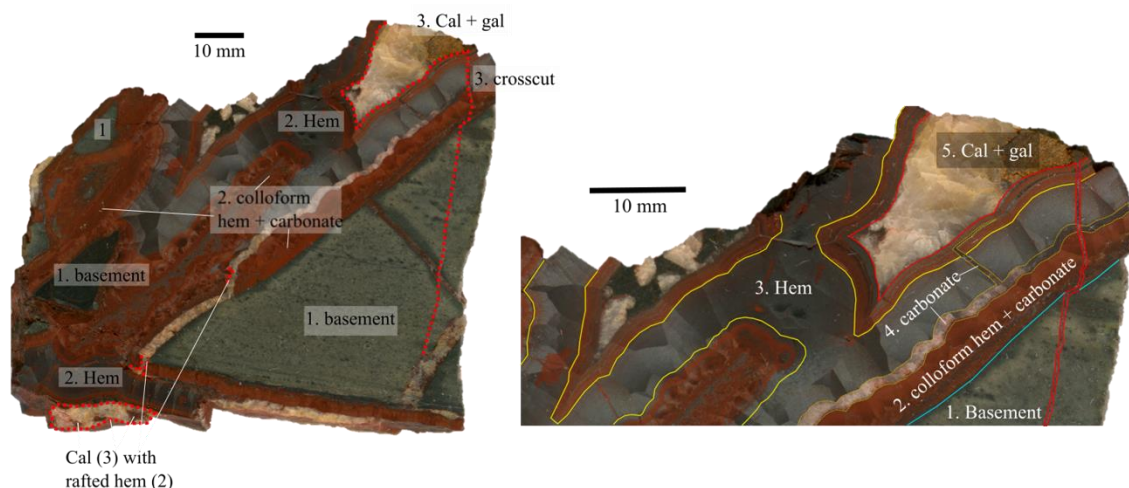 3. Cal + gal
10 mm
3. crosscut
1
2. Hem
2. colloform
hem + carbonate
1. basement
1. basement
2. Hem
Cal (3) with
rafted hem (2)
5. Cal + gal
10 mm
3. Hem
4. carbonate
2. colloform hem + carbonate
1. Basement